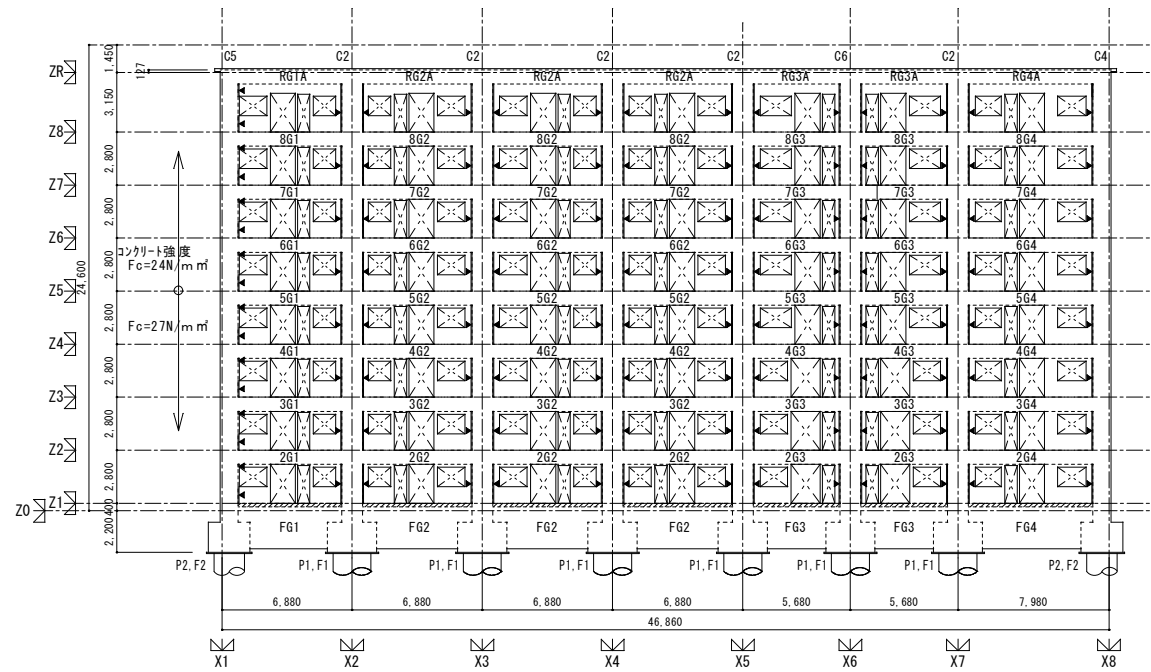 C5 C2 C2 C2 C2 C6 C2 C4
1,450
ZR
127
RG1A RG2A RG2A RG2A RG3A RG3A RG4A
3,150
Z8
8G1 8G2 8G2 8G2 8G3 8G3 8G4
2,800
Z7
7G1 7G2 7G2 7G2 7G3 7G3 7G4
2,800
Z6
6G1 6G2 6G2 6G2 6G3 6G3 6G4
コンクリート強度
Fc=24N/mm²
2,800
24,600
Z5
5G1 5G2 5G2 5G2 5G3 5G3 5G4
Fc=27N/mm²
2,800
Z4
4G1 4G2 4G2 4G2 4G3 4G3 4G4
2,800
Z3
3G1 3G2 3G2 3G2 3G3 3G3 3G4
2,800
Z2
2G1 2G2 2G2 2G2 2G3 2G3 2G4
2,800
Z1
Z0
400
2,200
FG1 FG2 FG2 FG2 FG3 FG3 FG4
P2,F2 P1,F1 P1,F1 P1,F1 P1,F1 P1,F1 P1,F1 P2,F2
6,880 6,880 6,880 6,880 5,680 5,680 7,980
46,860
X1 X2 X3 X4 X5 X6 X7 X8